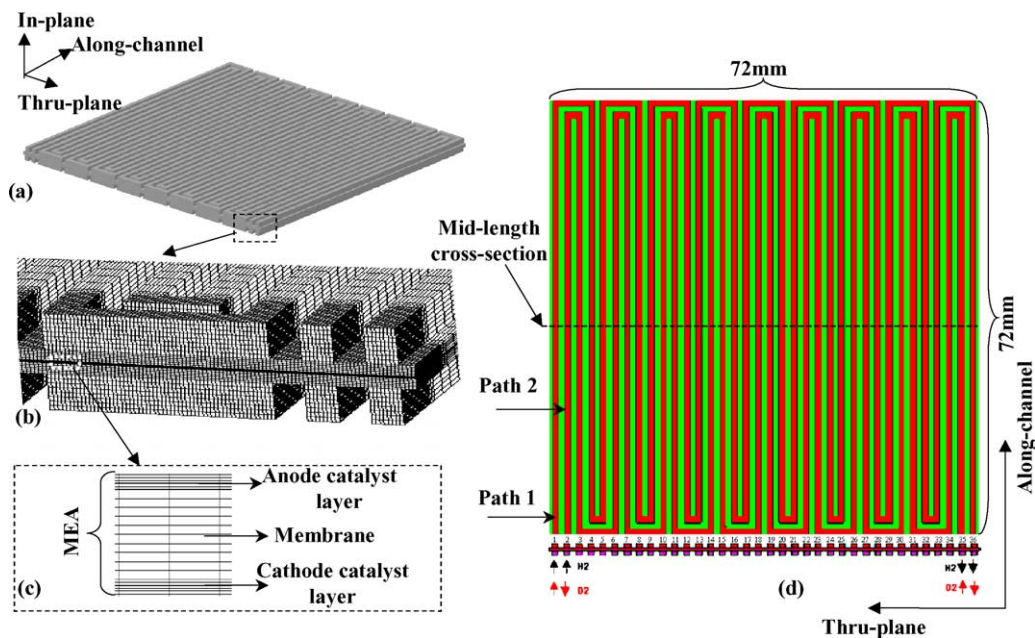 In-plane
Along-channel
Thru-plane
(a)
(b)
MEA
Anode catalyst
layer
Membrane
Cathode catalyst
layer
(c)
72mm
Mid-length
cross-section
72mm
Path 2
Path 1
Along-channel
1 2 3 4 5 6 7 8 9 10 11 12 13 14 15 16 17 18 19 20 21 22 23 24 25 26 27 28 29 30 31 32 33 34 35 36
H2 H2
O2 (d) O2
Thru-plane